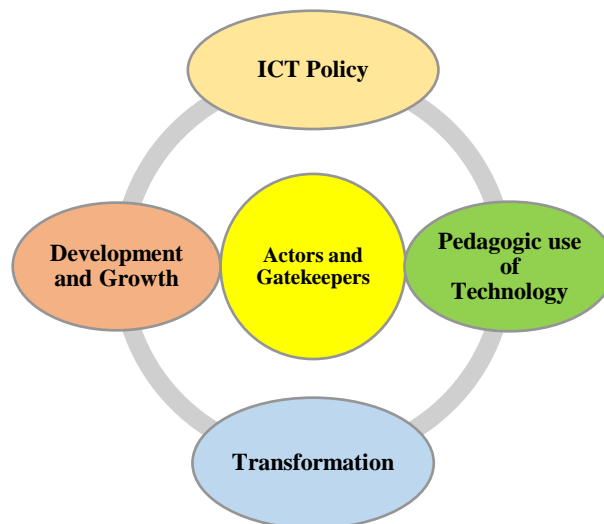 ICT Policy
Development
and Growth
Actors and
Gatekeepers
Pedagogic use
of
Technology
Transformation